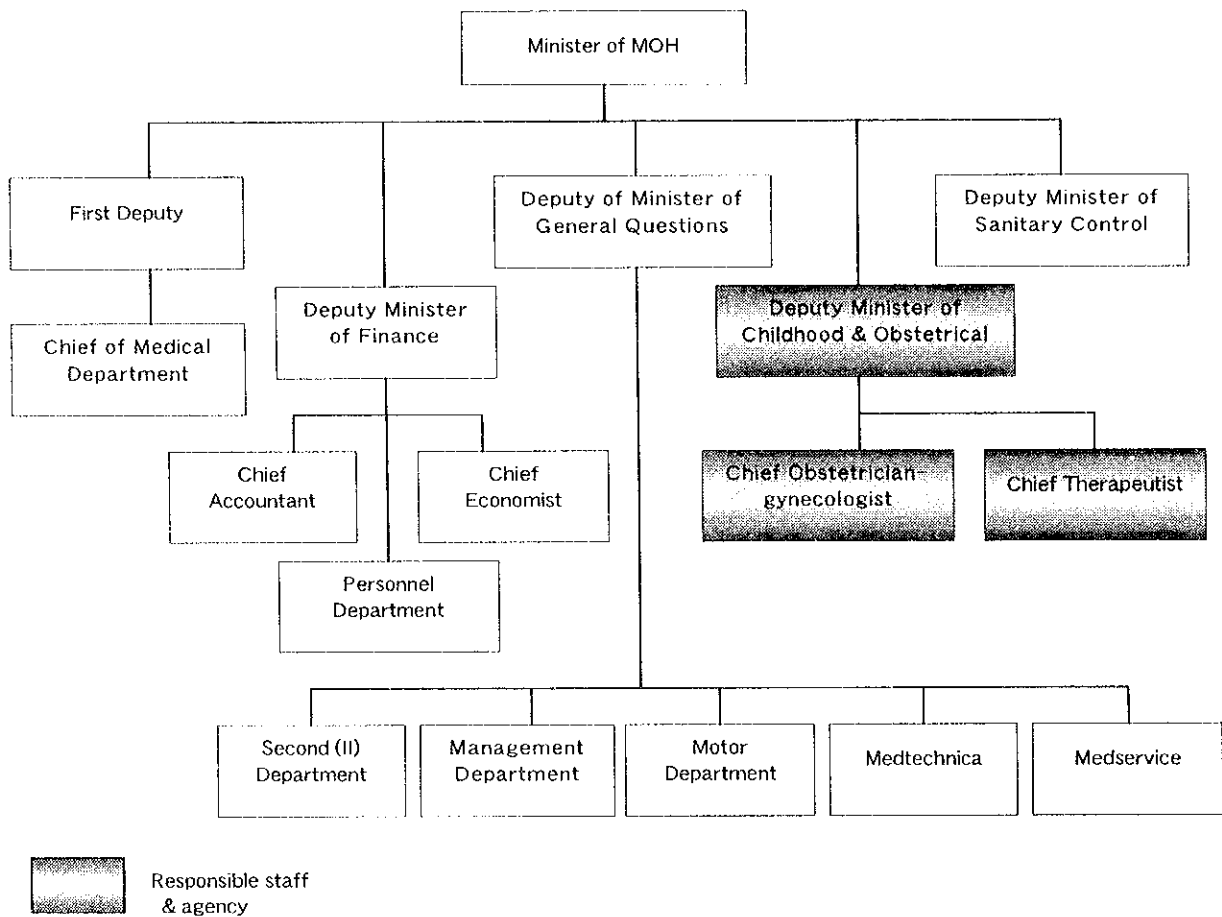 Minister of MOH
First Deputy
Deputy of Minister of
General Questions
Deputy Minister of
Sanitary Control
Chief of Medical
Department
Deputy Minister
of Finance
Deputy Minister of
Childhood & Obstetrical
Chief
Accountant
Chief
Economist
Chief Obstetrician-
gynecologist
Chief Therapeutist
Personnel
Department
Second (II)
Department
Management
Department
Motor
Department
Medtechnica
Medservice
Responsible staff
& agency